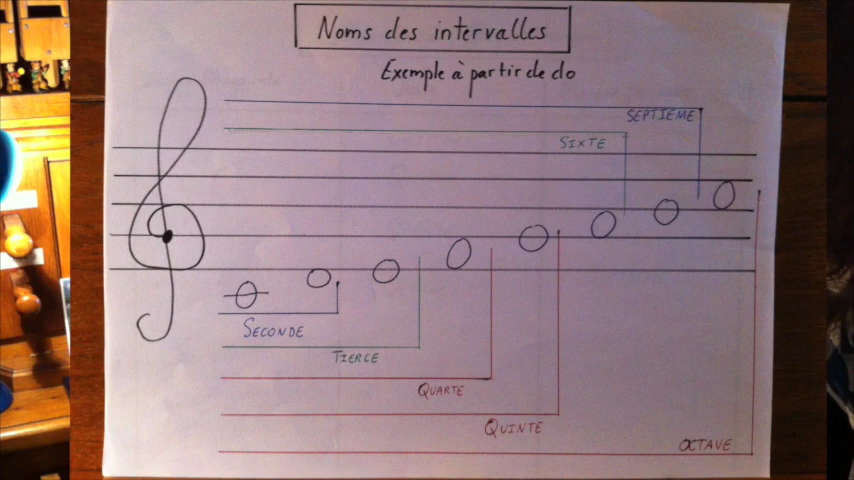 Noms des intervalles
Exemple à partir de do
SEPTIEME
SIXTE
SECONDE
TIERCE
QUARTE
QUINTE
OCTAVE